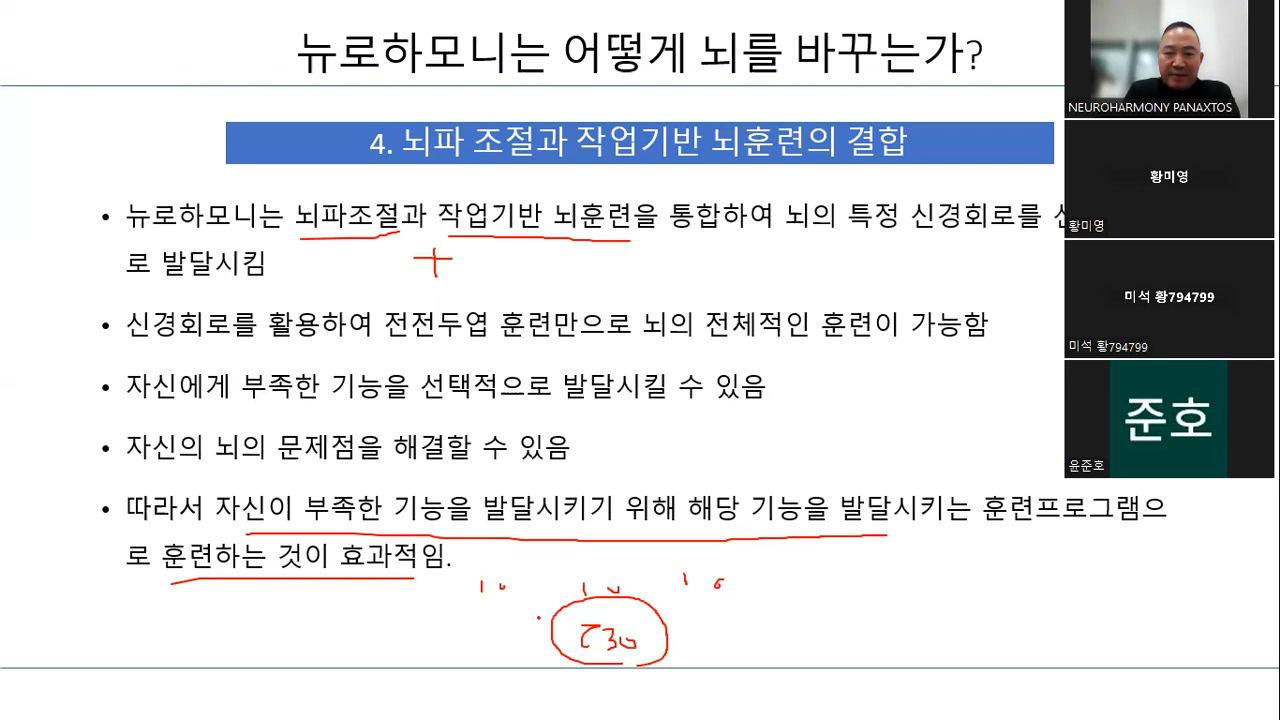 뉴로하모니는 어떻게 뇌를 바꾸는가?
4. 뇌파 조절과 작업기반 뇌훈련의 결합
• 뉴로하모니는 뇌파조절과 작업기반 뇌훈련을 통합하여 뇌의 특정 신경회로를
로 발달시킴
• 신경회로를 활용하여 전전두엽 훈련만으로 뇌의 전체적인 훈련이 가능함
• 자신에게 부족한 기능을 선택적으로 발달시킬 수 있음
• 자신의 뇌의 문제점을 해결할 수 있음
• 따라서 자신이 부족한 기능을 발달시키기 위해 해당 기능을 발달시키는 훈련프로그램으
로 훈련하는 것이 효과적임.
10 10 10
NEUROHARMONY PANAXTOS
황미영
황미영
미석 황794799
미석 황794799
준호
윤준호